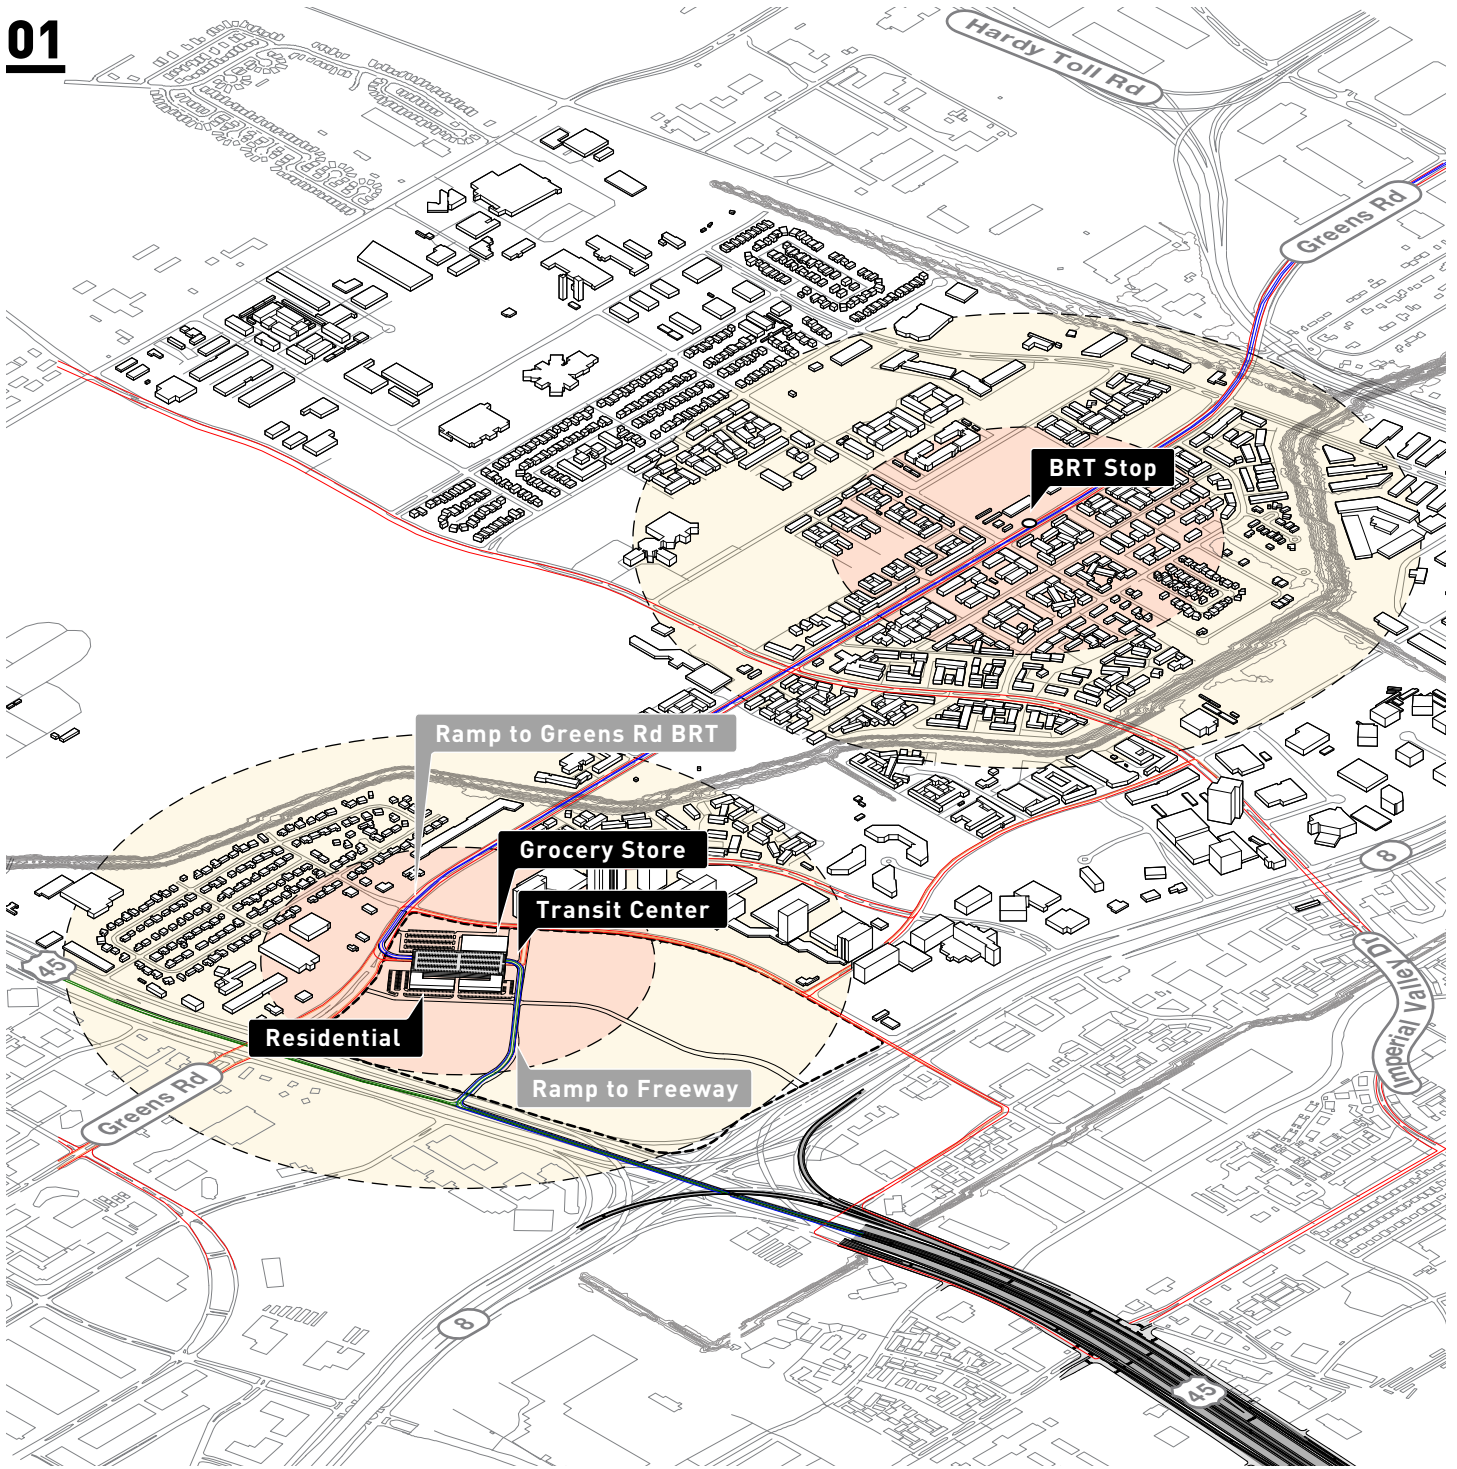 01
Hardy Toll Rd
Greens Rd
BRT Stop
Ramp to Greens Rd BRT
Grocery Store
8
Transit Center
45
Residential
Imperial Valley Dr
Ramp to Freeway
Greens Rd
8
45